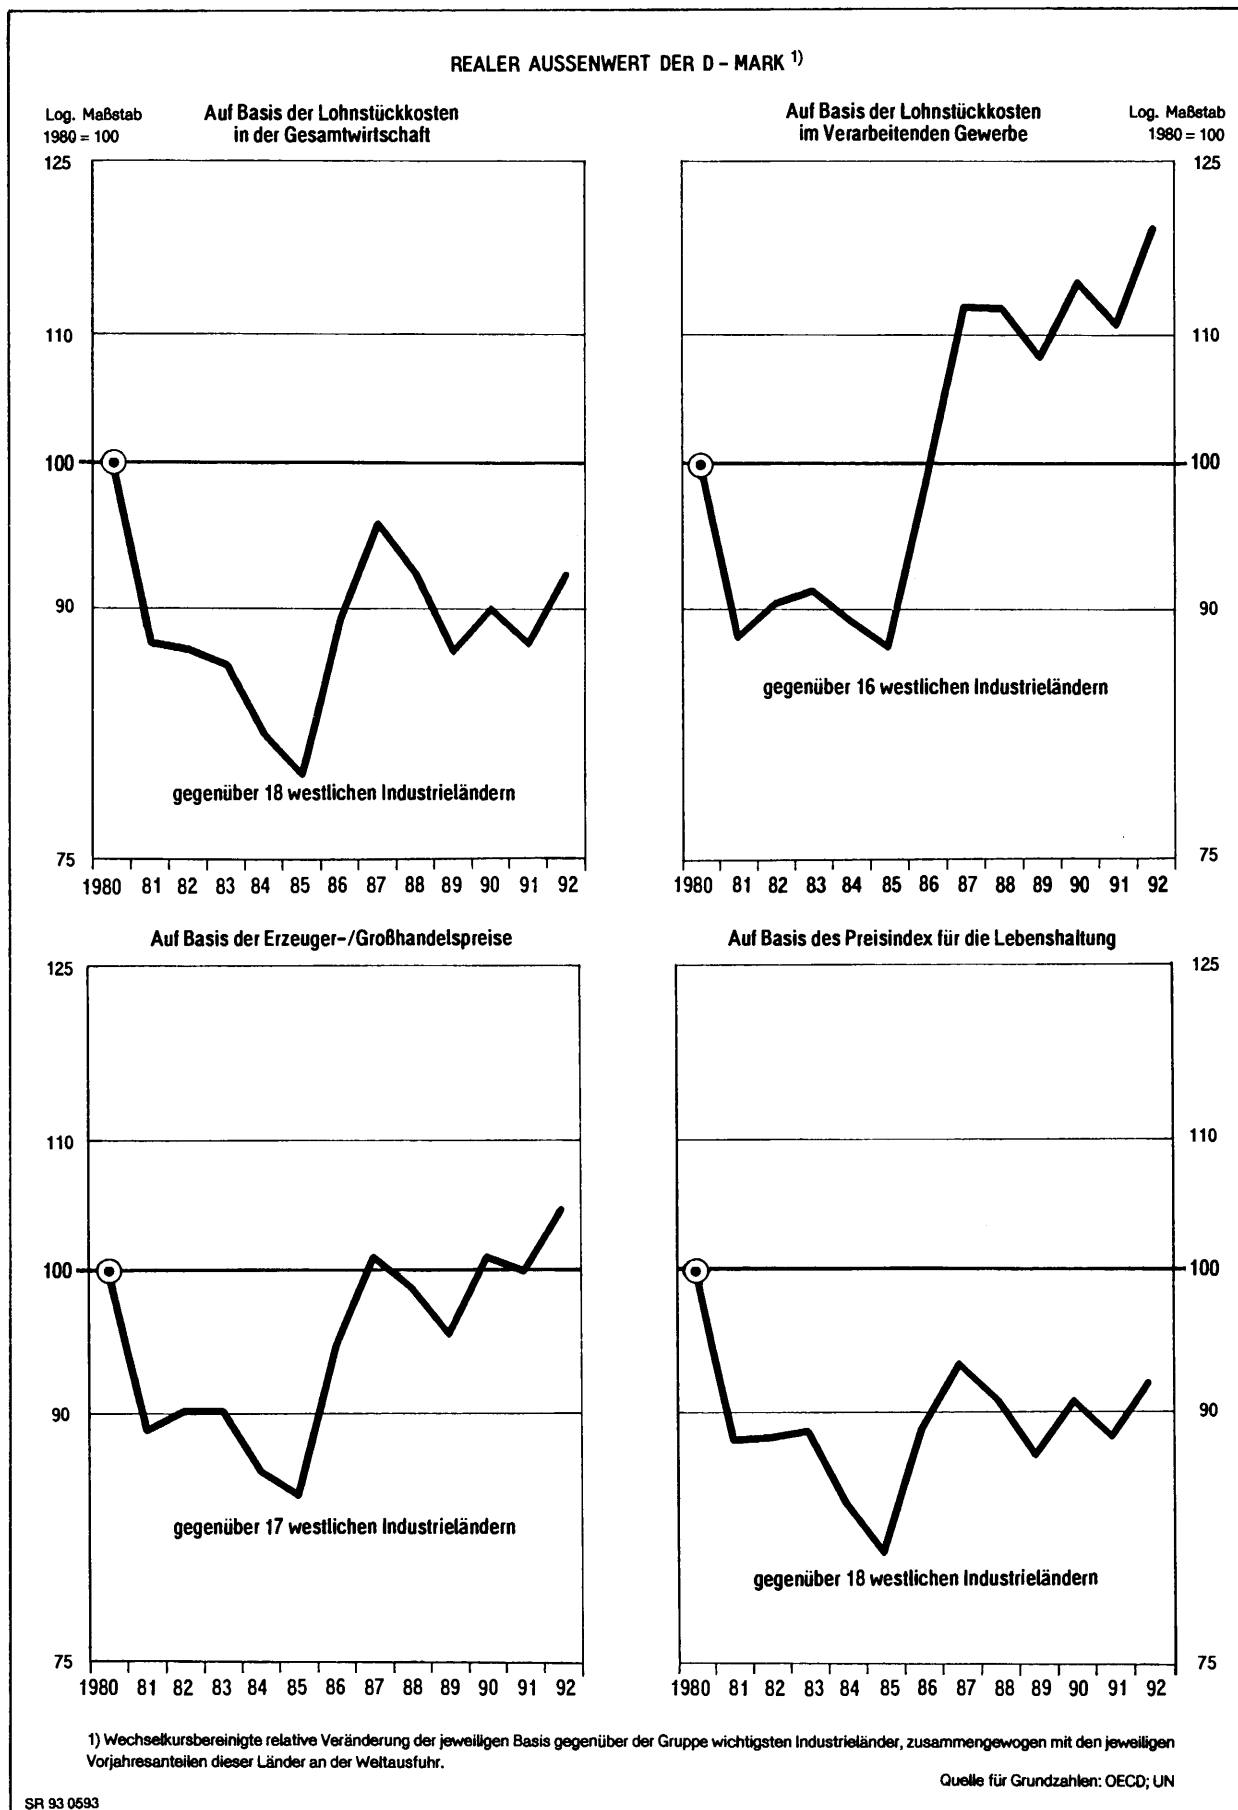 REALER AUSSENWERT DER D - MARK 1)
Log. Maßstab
1980 = 100
Auf Basis der Lohnstückkosten
in der Gesamtwirtschaft
125
110
100
90
75
gegenüber 18 westlichen Industrieländern
1980 81 82 83 84 85 86 87 88 89 90 91 92
Auf Basis der Lohnstückkosten
im Verarbeitenden Gewerbe
Log. Maßstab
1980 = 100
125
110
100
90
75
gegenüber 16 westlichen Industrieländern
1980 81 82 83 84 85 86 87 88 89 90 91 92
Auf Basis der Erzeuger-/Großhandelspreise
125
110
100
90
75
gegenüber 17 westlichen Industrieländern
1980 81 82 83 84 85 86 87 88 89 90 91 92
Auf Basis des Preisindex für die Lebenshaltung
125
110
100
90
75
gegenüber 18 westlichen Industrieländern
1980 81 82 83 84 85 86 87 88 89 90 91 92
1) Wechselkursbereinigte relative Veränderung der jeweiligen Basis gegenüber der Gruppe wichtigsten Industrieländer, zusammengewogen mit den jeweiligen
Vorjahresanteilen dieser Länder an der Weltausfuhr.
Quelle für Grundzahlen: OECD; UN
SR 93 0593